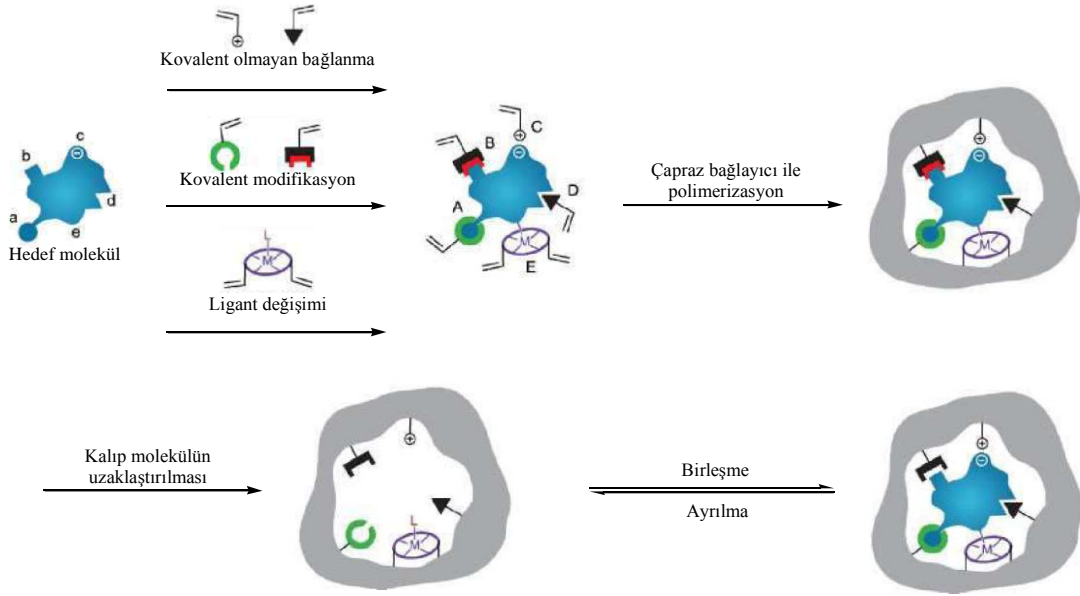 Kovalent olmayan bağlanma
b
c
d
a
e
Hedef molekül
Kovalent modifikasyon
L
M
Ligant değişimi
B
C
D
A
M
E
Çapraz bağlayıcı ile
polimerizasyon
M
Kalıp molekülün
uzaklaştırılması
L
M
Birleşme
Ayrılma
M